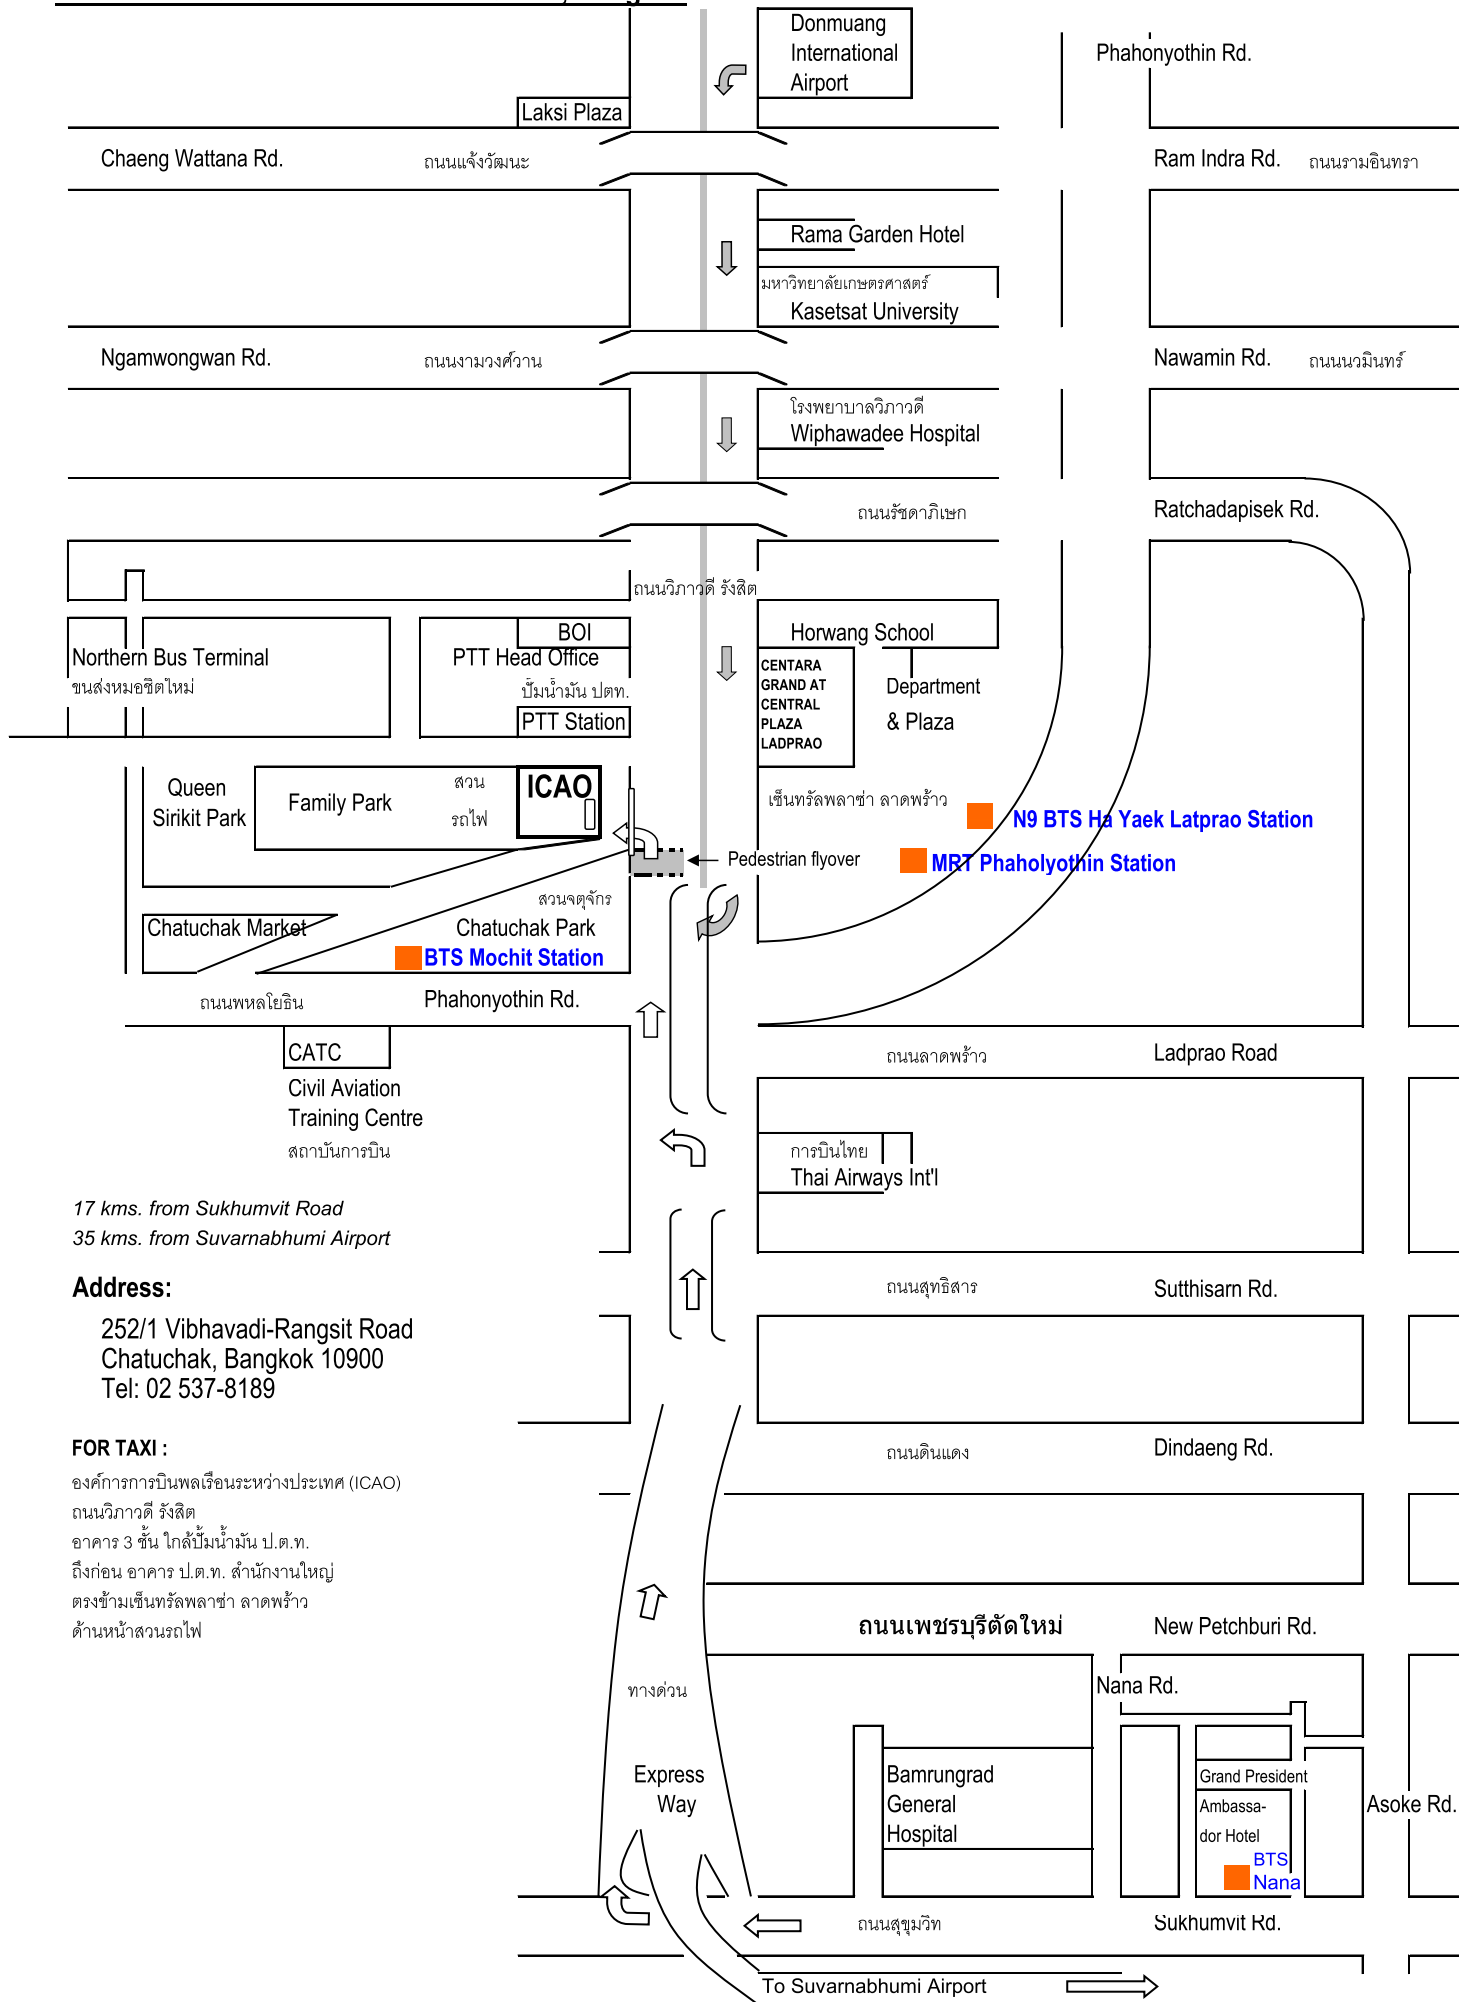 Donmuang
International
Airport
Phahonyothin Rd.
Laksi Plaza
Chaeng Wattana Rd.
ถนนแจ้งวัฒนะ
Ram Indra Rd.
ถนนรามอินทรา
Rama Garden Hotel
มหาวิทยาลัยเกษตรศาสตร์
Kasetsat University
Ngamwongwan Rd.
ถนนงามวงศ์วาน
Nawamin Rd.
ถนนนวมินทร์
โรงพยาบาลวิภาวดี
Wiphawadee Hospital
ถนนรัชดาภิเษก
Ratchadapisek Rd.
ถนนวิภาวดี รังสิต
BOI
Horwang School
Northern Bus Terminal
ขนส่งหมอชิตใหม่
PTT Head Office
ปั๊มน้ำมัน ปตท.
PTT Station
CENTARA
GRAND AT
CENTRAL
PLAZA
LADPRAO
Department
& Plaza
Queen
Sirikit Park
Family Park
สวน
รถไฟ
ICAO
เซ็นทรัลพลาซ่า ลาดพร้าว
N9 BTS Ha Yaek Latprao Station
Pedestrian flyover
MRT Phaholyothin Station
สวนจตุจักร
Chatuchak Market
Chatuchak Park
BTS Mochit Station
ถนนพหลโยธิน
Phahonyothin Rd.
CATC
Civil Aviation
Training Centre
สถาบันการบิน
ถนนลาดพร้าว
Ladprao Road
การบินไทย
Thai Airways Int'l
17 kms. from Sukhumvit Road
35 kms. from Suvarnabhumi Airport
Address:
252/1 Vibhavadi-Rangsit Road
Chatuchak, Bangkok 10900
Tel: 02 537-8189
ถนนสุทธิสาร
Sutthisarn Rd.
ถนนดินแดง
Dindaeng Rd.
FOR TAXI :
องค์การการบินพลเรือนระหว่างประเทศ (ICAO)
ถนนวิภาวดี รังสิต
อาคาร 3 ชั้น ใกล้ปั้มน้ำมัน ป.ต.ท.
ถึงก่อน อาคาร ป.ต.ท. สำนักงานใหญ่
ตรงข้ามเซ็นทรัลพลาซ่า ลาดพร้าว
ด้านหน้าสวนรถไฟ
ถนนเพชรบุรีตัดใหม่
New Petchburi Rd.
ทางด่วน
Nana Rd.
Express
Way
Bamrungrad
General
Hospital
Grand President
Ambassa-
dor Hotel
BTS
Nana
Asoke Rd.
ถนนสุขุมวิท
Sukhumvit Rd.
To Suvarnabhumi Airport